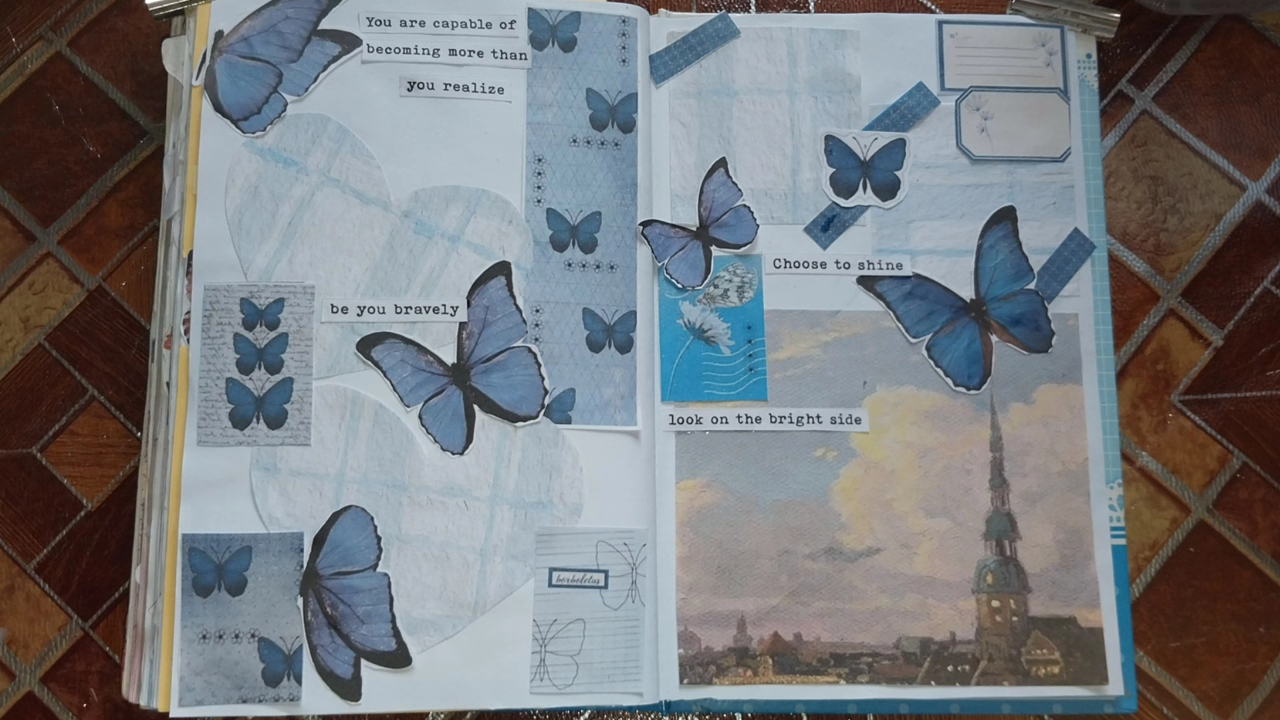 You are capable of
becoming more than
you realize
be you bravely
borboletas
Choose to shine
look on the bright side